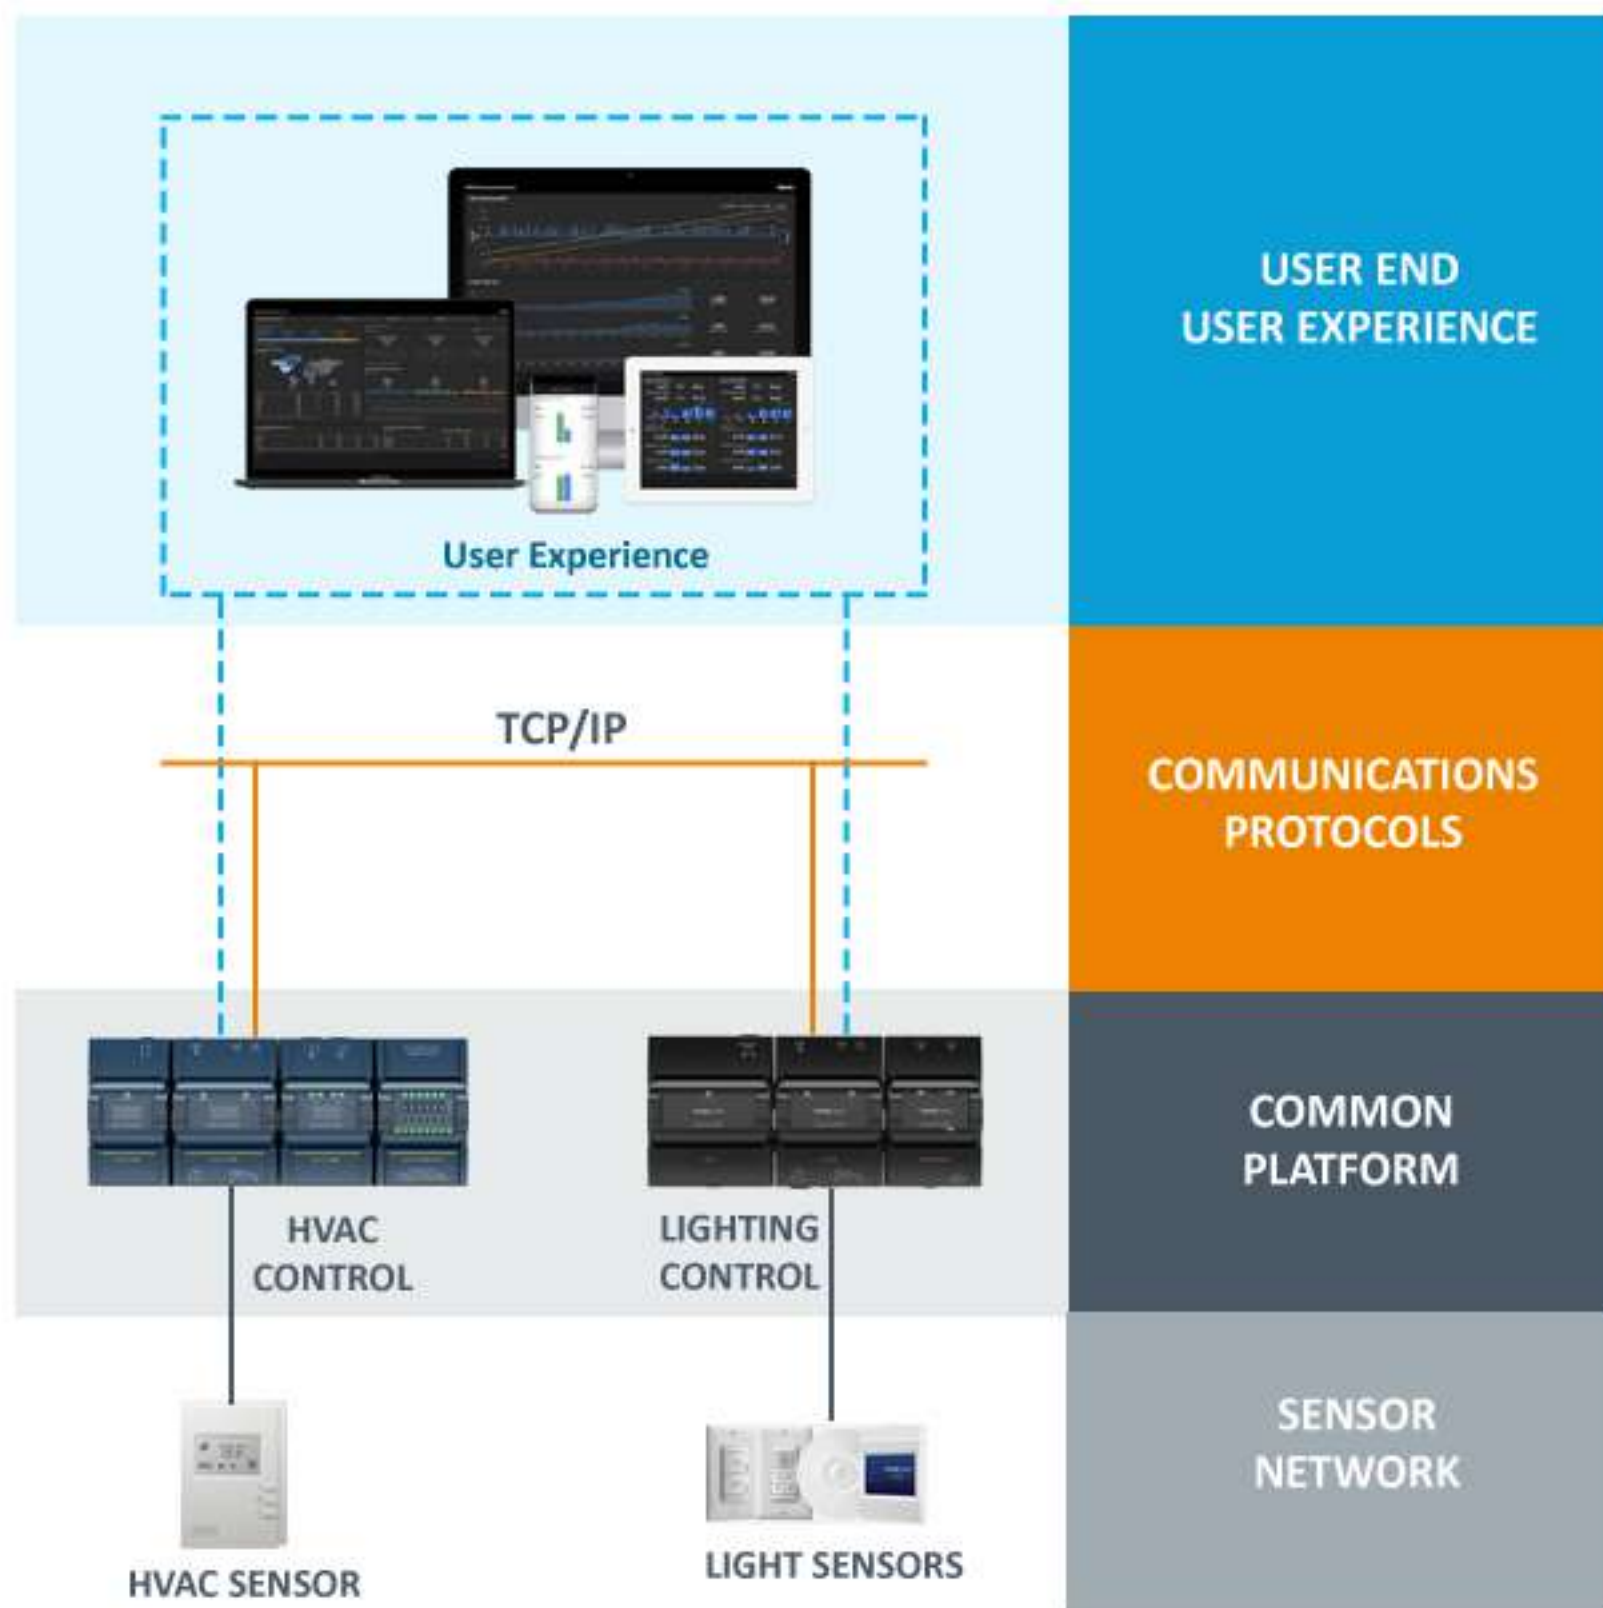 USER END
USER EXPERIENCE
User Experience
TCP/IP
COMMUNICATIONS
PROTOCOLS
COMMON
PLATFORM
HVAC
CONTROL
LIGHTING
CONTROL
SENSOR
NETWORK
HVAC SENSOR
LIGHT SENSORS